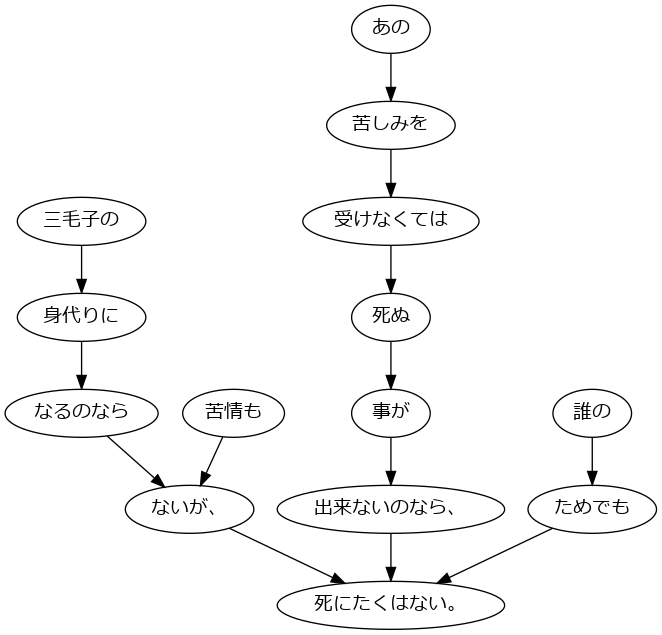 あの
苦しみを
三毛子の
受けなくては
身代りに
死ぬ
なるのなら
苦情も
事が
誰の
ないが、
出来ないのなら、
ためでも
死にたくはない。